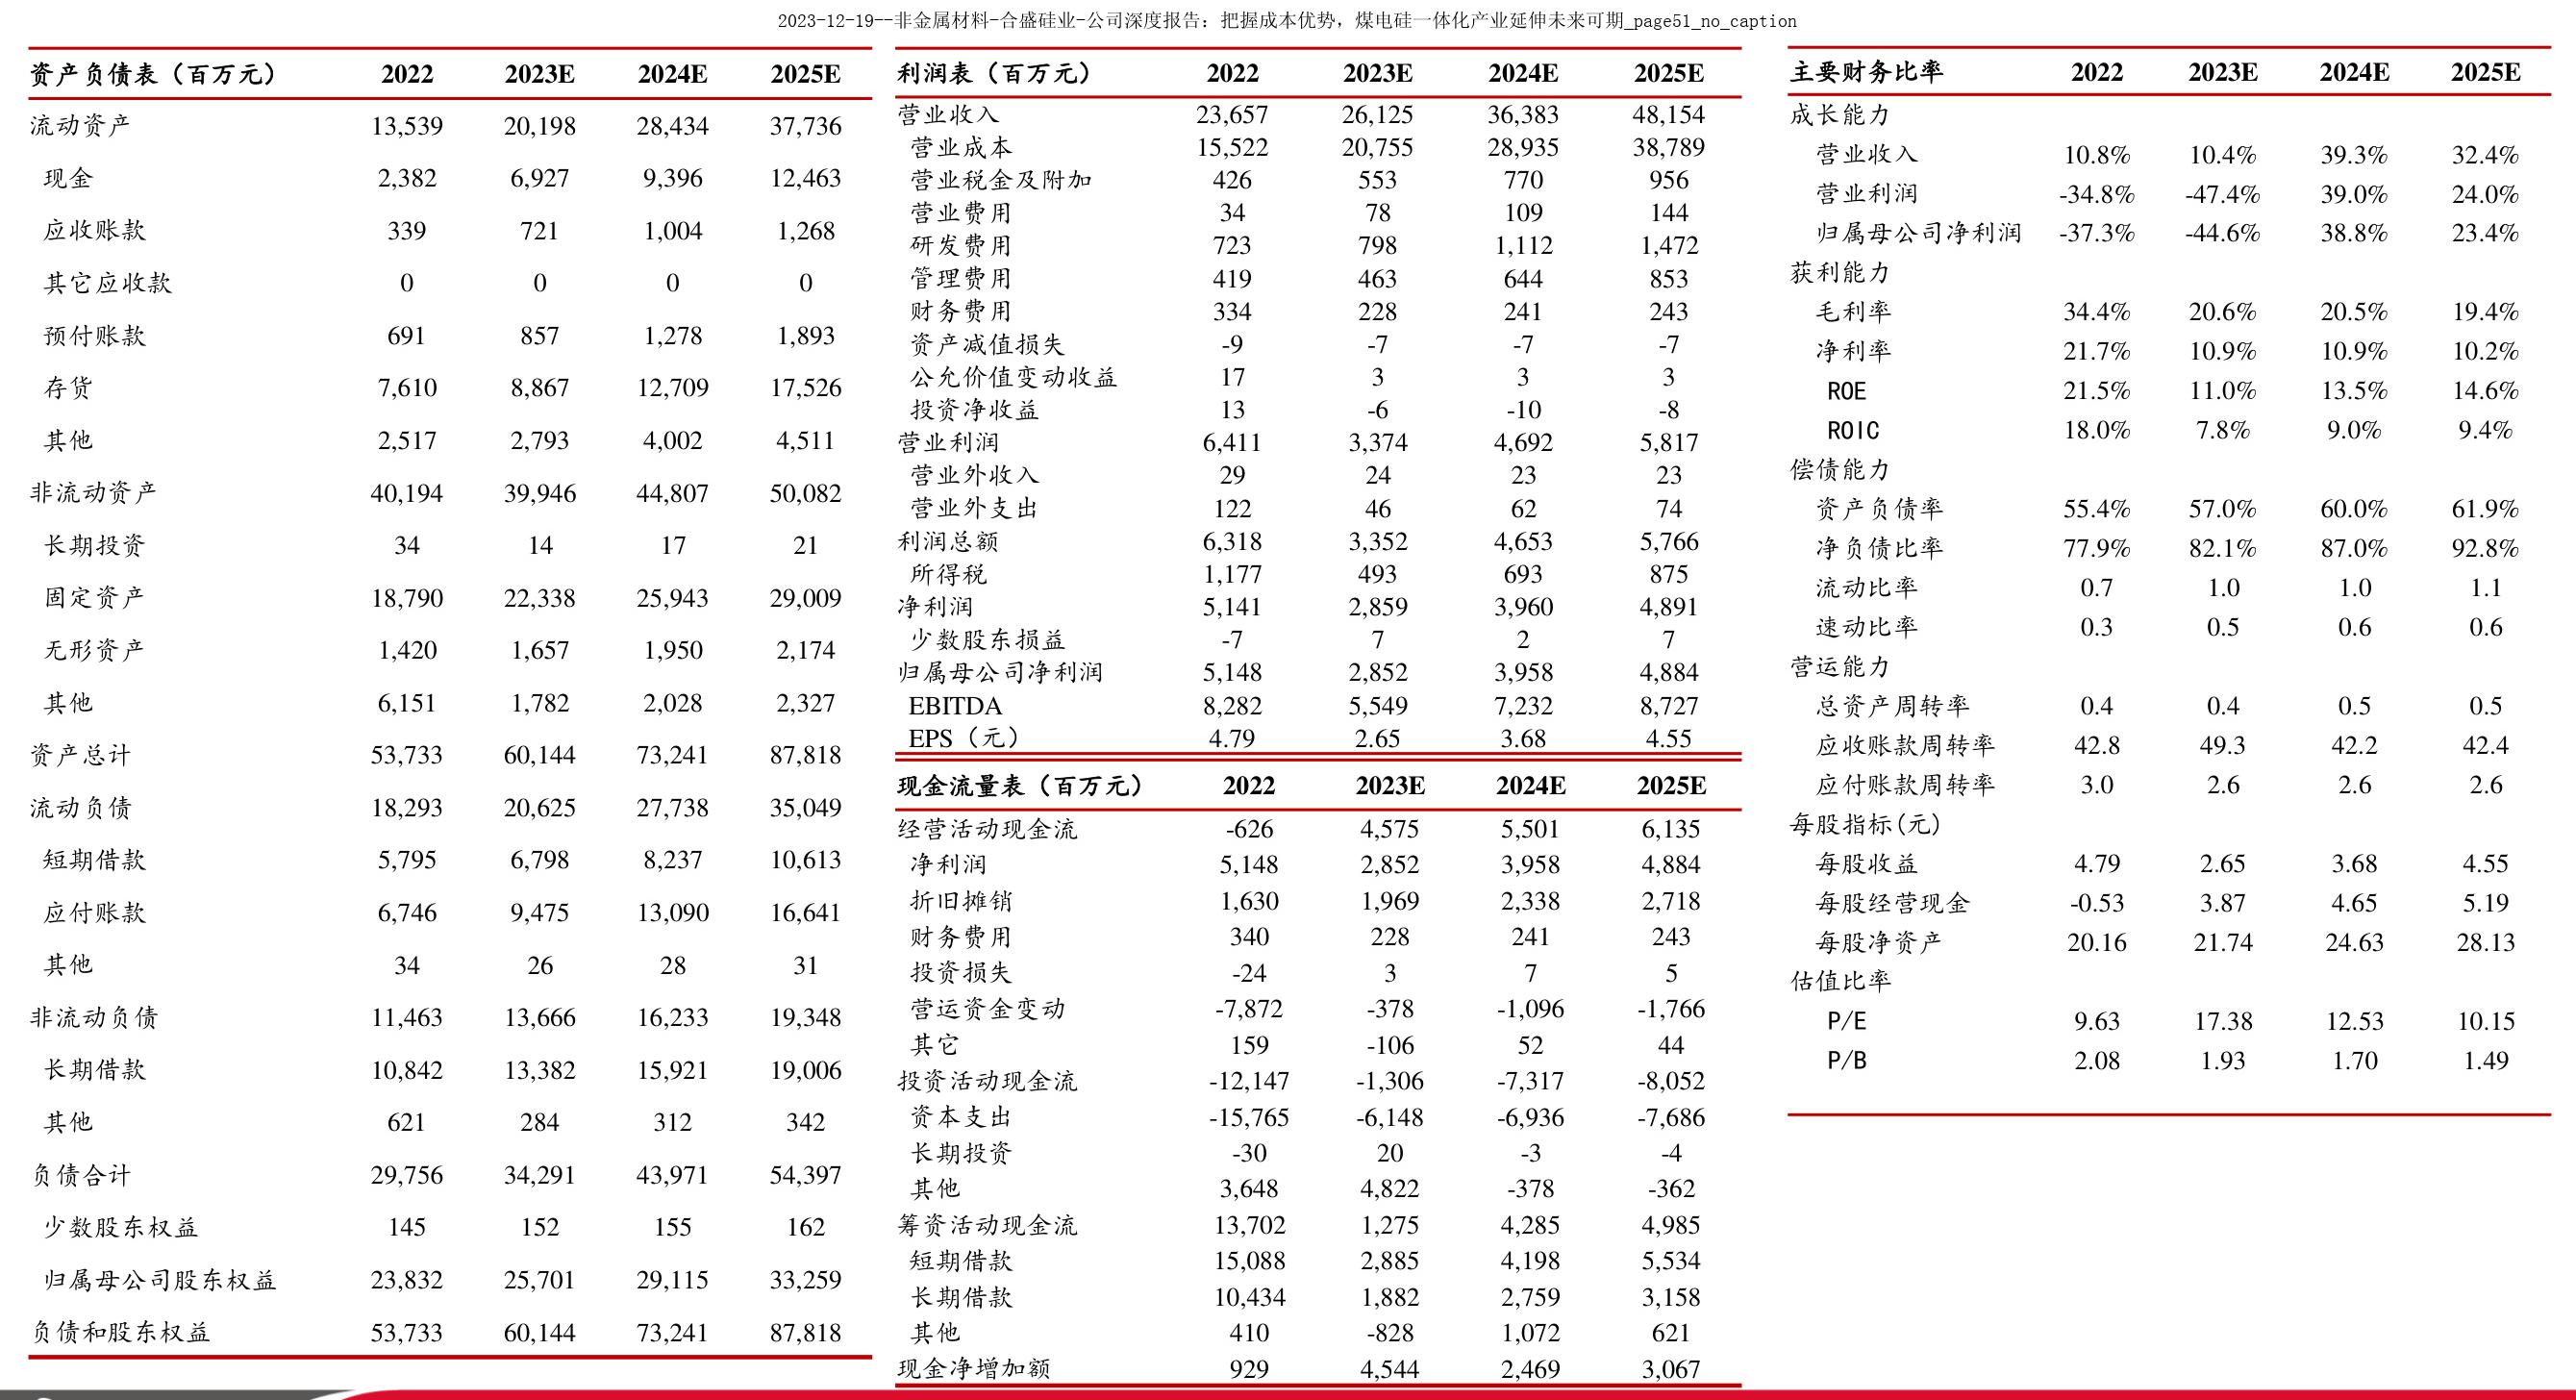 2023-12-19--非金属材料-合盛硅业-公司深度报告：把握成本优势，煤电硅一体化产业延伸未来可期_page51_no_caption
资产负债表（百万元） 2022 2023E 2024E 2025E
流动资产 13,539 20,198 28,434 37,736
现金 2,382 6,927 9,396 12,463
应收账款 339 721 1,004 1,268
其它应收款 0 0 0 0
预付账款 691 857 1,278 1,893
存货 7,610 8,867 12,709 17,526
其他 2,517 2,793 4,002 4,511
非流动资产 40,194 39,946 44,807 50,082
长期投资 34 14 17 21
固定资产 18,790 22,338 25,943 29,009
无形资产 1,420 1,657 1,950 2,174
其他 6,151 1,782 2,028 2,327
资产总计 53,733 60,144 73,241 87,818
流动负债 18,293 20,625 27,738 35,049
短期借款 5,795 6,798 8,237 10,613
应付账款 6,746 9,475 13,090 16,641
其他 34 26 28 31
非流动负债 11,463 13,666 16,233 19,348
长期借款 10,842 13,382 15,921 19,006
其他 621 284 312 342
负债合计 29,756 34,291 43,971 54,397
少数股东权益 145 152 155 162
归属母公司股东权益 23,832 25,701 29,115 33,259
负债和股东权益 53,733 60,144 73,241 87,818
利润表（百万元） 2022 2023E 2024E 2025E
营业收入 23,657 26,125 36,383 48,154
营业成本 15,522 20,755 28,935 38,789
营业税金及附加 426 553 770 956
营业费用 34 78 109 144
研发费用 723 798 1,112 1,472
管理费用 419 463 644 853
财务费用 334 228 241 243
资产减值损失 -9 -7 -7 -7
公允价值变动收益 17 3 3 3
投资净收益 13 -6 -10 -8
营业利润 6,411 3,374 4,692 5,817
营业外收入 29 24 23 23
营业外支出 122 46 62 74
利润总额 6,318 3,352 4,653 5,766
所得税 1,177 493 693 875
净利润 5,141 2,859 3,960 4,891
少数股东损益 -7 7 2 7
归属母公司净利润 5,148 2,852 3,958 4,884
EBITDA 8,282 5,549 7,232 8,727
EPS（元） 4.79 2.65 3.68 4.55
现金流量表（百万元） 2022 2023E 2024E 2025E
经营活动现金流 -626 4,575 5,501 6,135
净利润 5,148 2,852 3,958 4,884
折旧摊销 1,630 1,969 2,338 2,718
财务费用 340 228 241 243
投资损失 -24 3 7 5
营运资金变动 -7,872 -378 -1,096 -1,766
其它 159 -106 52 44
投资活动现金流 -12,147 -1,306 -7,317 -8,052
资本支出 -15,765 -6,148 -6,936 -7,686
长期投资 -30 20 -3 -4
其他 3,648 4,822 -378 -362
筹资活动现金流 13,702 1,275 4,285 4,985
短期借款 15,088 2,885 4,198 5,534
长期借款 10,434 1,882 2,759 3,158
其他 410 -828 1,072 621
现金净增加额 929 4,544 2,469 3,067
主要财务比率 2022 2023E 2024E 2025E
成长能力
营业收入 10.8% 10.4% 39.3% 32.4%
营业利润 -34.8% -47.4% 39.0% 24.0%
归属母公司净利润 -37.3% -44.6% 38.8% 23.4%
获利能力
毛利率 34.4% 20.6% 20.5% 19.4%
净利率 21.7% 10.9% 10.9% 10.2%
ROE 21.5% 11.0% 13.5% 14.6%
ROIC 18.0% 7.8% 9.0% 9.4%
偿债能力
资产负债率 55.4% 57.0% 60.0% 61.9%
净负债比率 77.9% 82.1% 87.0% 92.8%
流动比率 0.7 1.0 1.0 1.1
速动比率 0.3 0.5 0.6 0.6
营运能力
总资产周转率 0.4 0.4 0.5 0.5
应收账款周转率 42.8 49.3 42.2 42.4
应付账款周转率 3.0 2.6 2.6 2.6
每股指标(元)
每股收益 4.79 2.65 3.68 4.55
每股经营现金 -0.53 3.87 4.65 5.19
每股净资产 20.16 21.74 24.63 28.13
估值比率
P/E 9.63 17.38 12.53 10.15
P/B 2.08 1.93 1.70 1.49